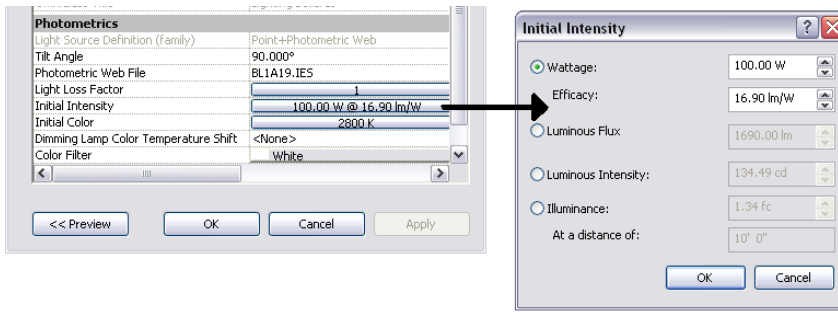 Photometrics
Light Source Definition (family) Point+Photometric Web
Tilt Angle 90.000°
Photometric Web File BL1A19.IES
Light Loss Factor 1
Initial Intensity 100.00 W @ 16.90 lm/W
Initial Color 2800 K
Dimming Lamp Color Temperature Shift <None>
Color Filter White
<< Preview OK Cancel Apply
Initial Intensity
Wattage: 100.00 W
Efficacy: 16.90 lm/W
Luminous Flux 1690.00 lm
Luminous Intensity: 134.49 cd
Illuminance: 1.34 fc
At a distance of: 10' 0"
OK Cancel